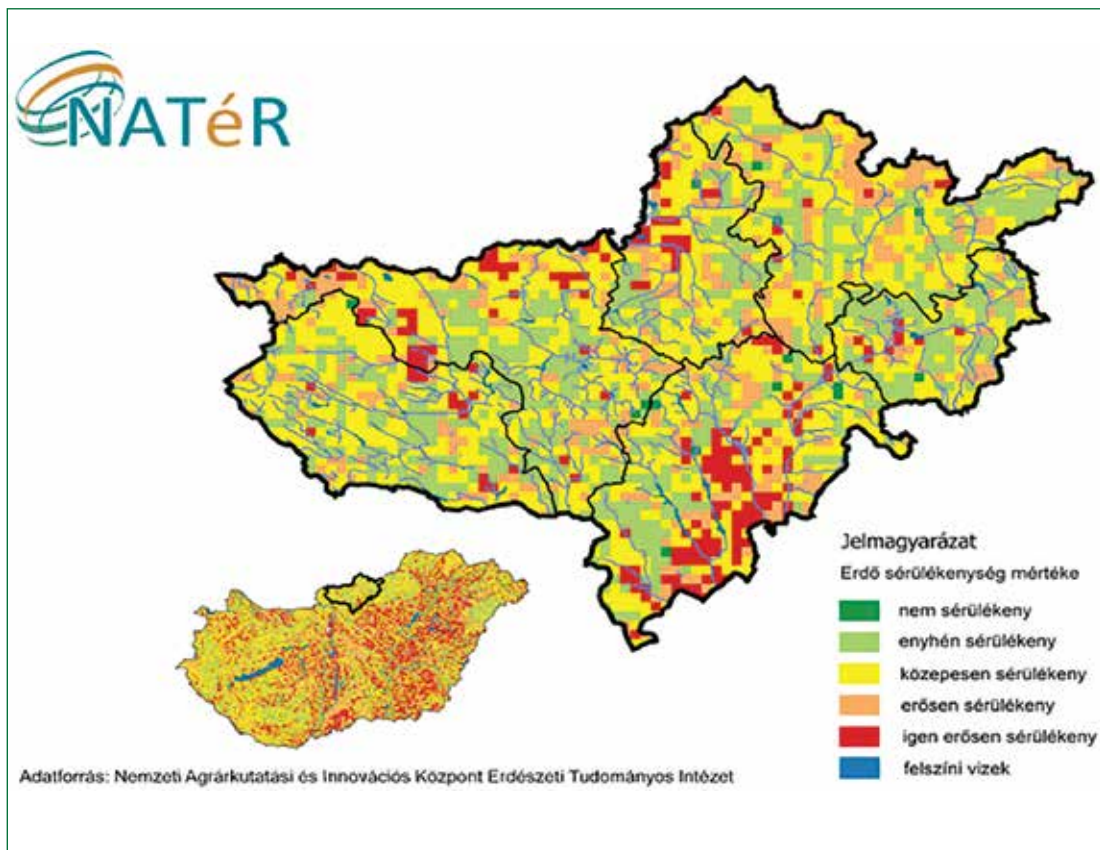 NATéR
Jelmagyarázat
Erdő sérülékenység mértéke
nem sérülékeny
enyhén sérülékeny
közepesen sérülékeny
erősen sérülékeny
igen erősen sérülékeny
felszíni vizek
Adatforrás: Nemzeti Agrárkutatási és Innovációs Központ Erdészeti Tudományos Intézet